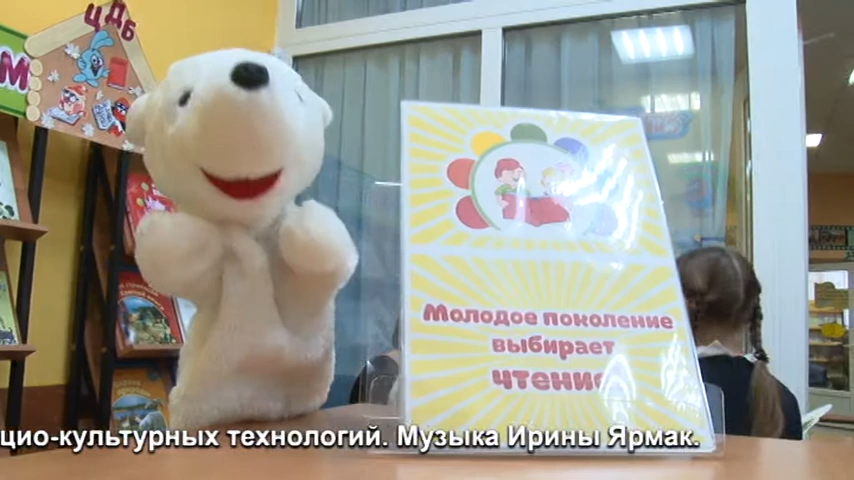 ЦДБ
М
Молодое поколение
выбирает
чтение
цио-культурных технологий. Музыка Ирины Ярмак.